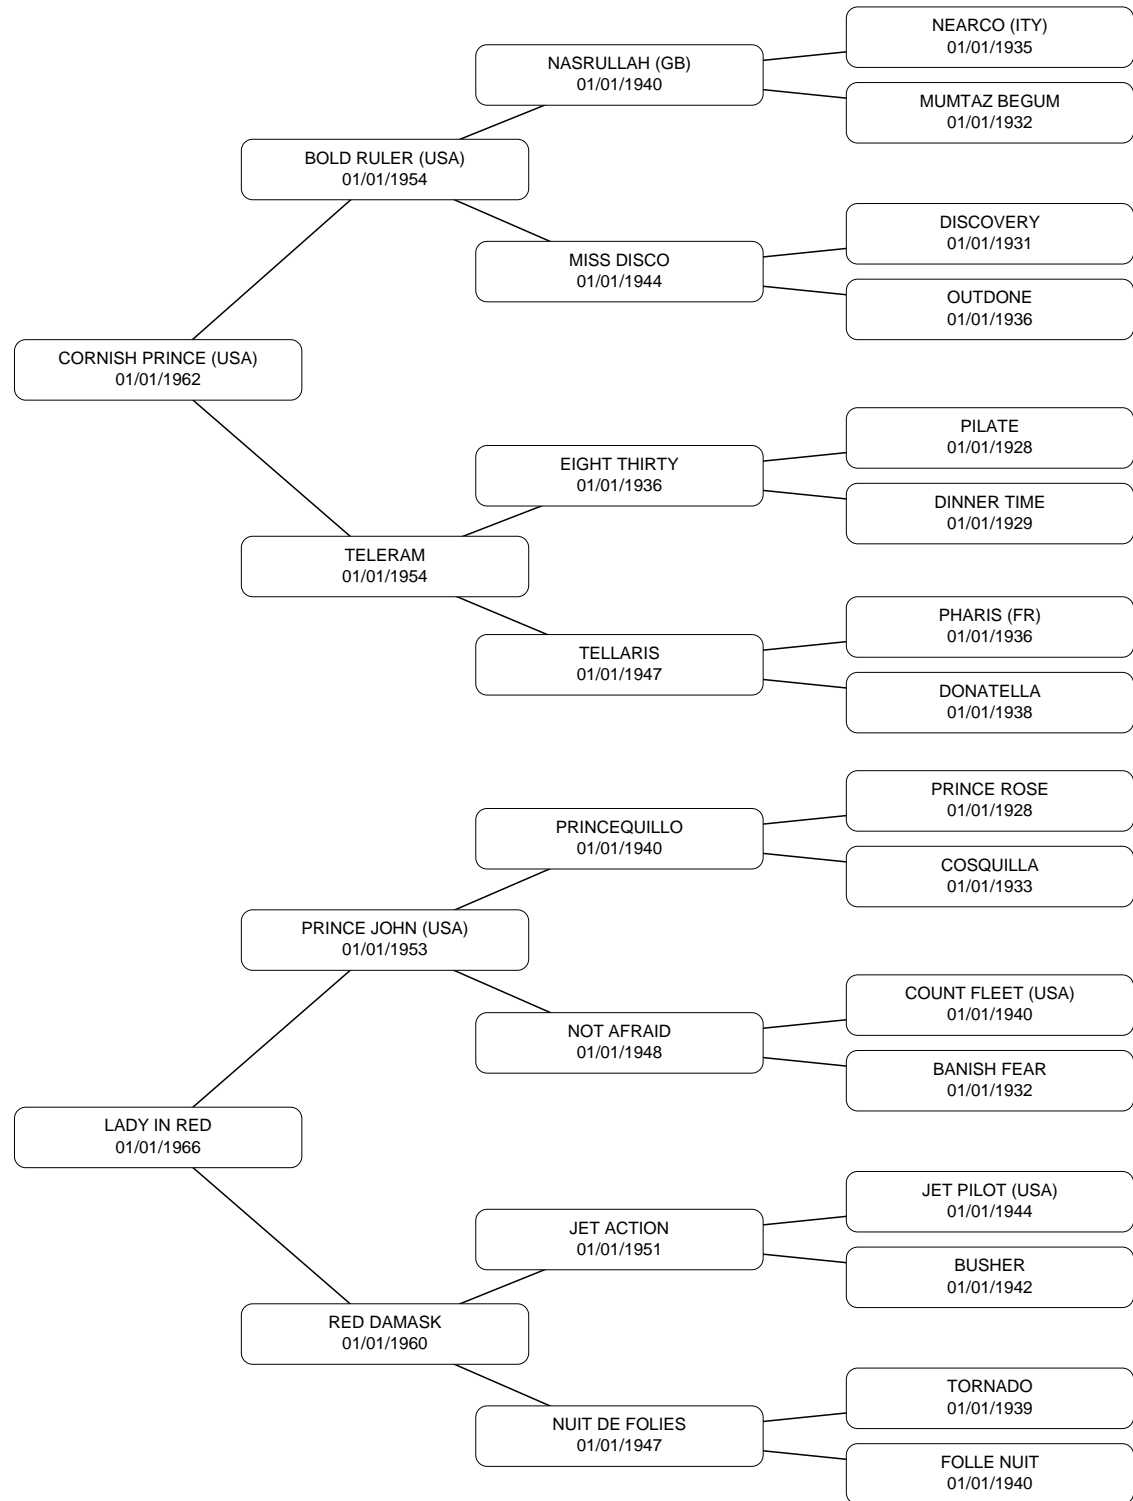 NEARCO (ITY)
01/01/1935
NASRULLAH (GB)
01/01/1940
MUMTAZ BEGUM
01/01/1932
BOLD RULER (USA)
01/01/1954
DISCOVERY
01/01/1931
MISS DISCO
01/01/1944
OUTDONE
01/01/1936
CORNISH PRINCE (USA)
01/01/1962
PILATE
01/01/1928
EIGHT THIRTY
01/01/1936
DINNER TIME
01/01/1929
TELERAM
01/01/1954
PHARIS (FR)
01/01/1936
TELLARIS
01/01/1947
DONATELLA
01/01/1938
PRINCE ROSE
01/01/1928
PRINCEQUILLO
01/01/1940
COSQUILLA
01/01/1933
PRINCE JOHN (USA)
01/01/1953
COUNT FLEET (USA)
01/01/1940
NOT AFRAID
01/01/1948
BANISH FEAR
01/01/1932
LADY IN RED
01/01/1966
JET PILOT (USA)
01/01/1944
JET ACTION
01/01/1951
BUSHER
01/01/1942
RED DAMASK
01/01/1960
TORNADO
01/01/1939
NUIT DE FOLIES
01/01/1947
FOLLE NUIT
01/01/1940